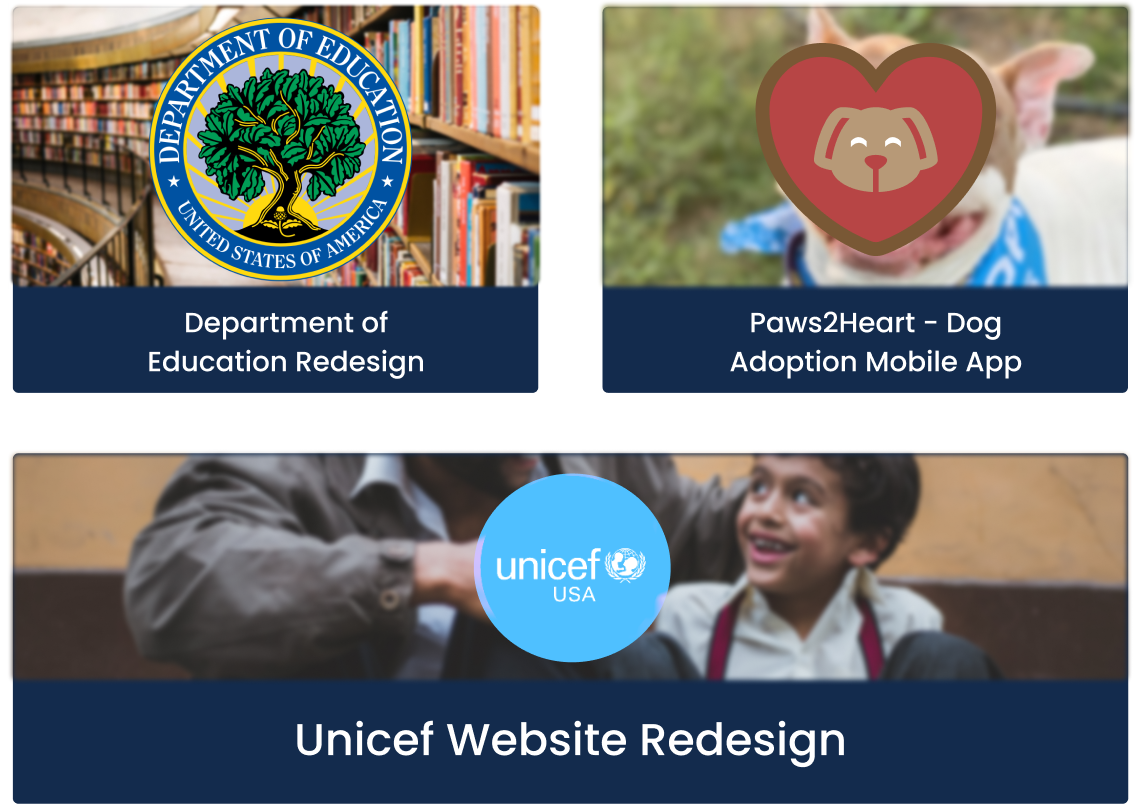 DEPARTMENT OF EDUCATION
UNITED STATES OF AMERICA
Department of
Education Redesign
Paws2Heart - Dog
Adoption Mobile App
unicef
USA
Unicef Website Redesign